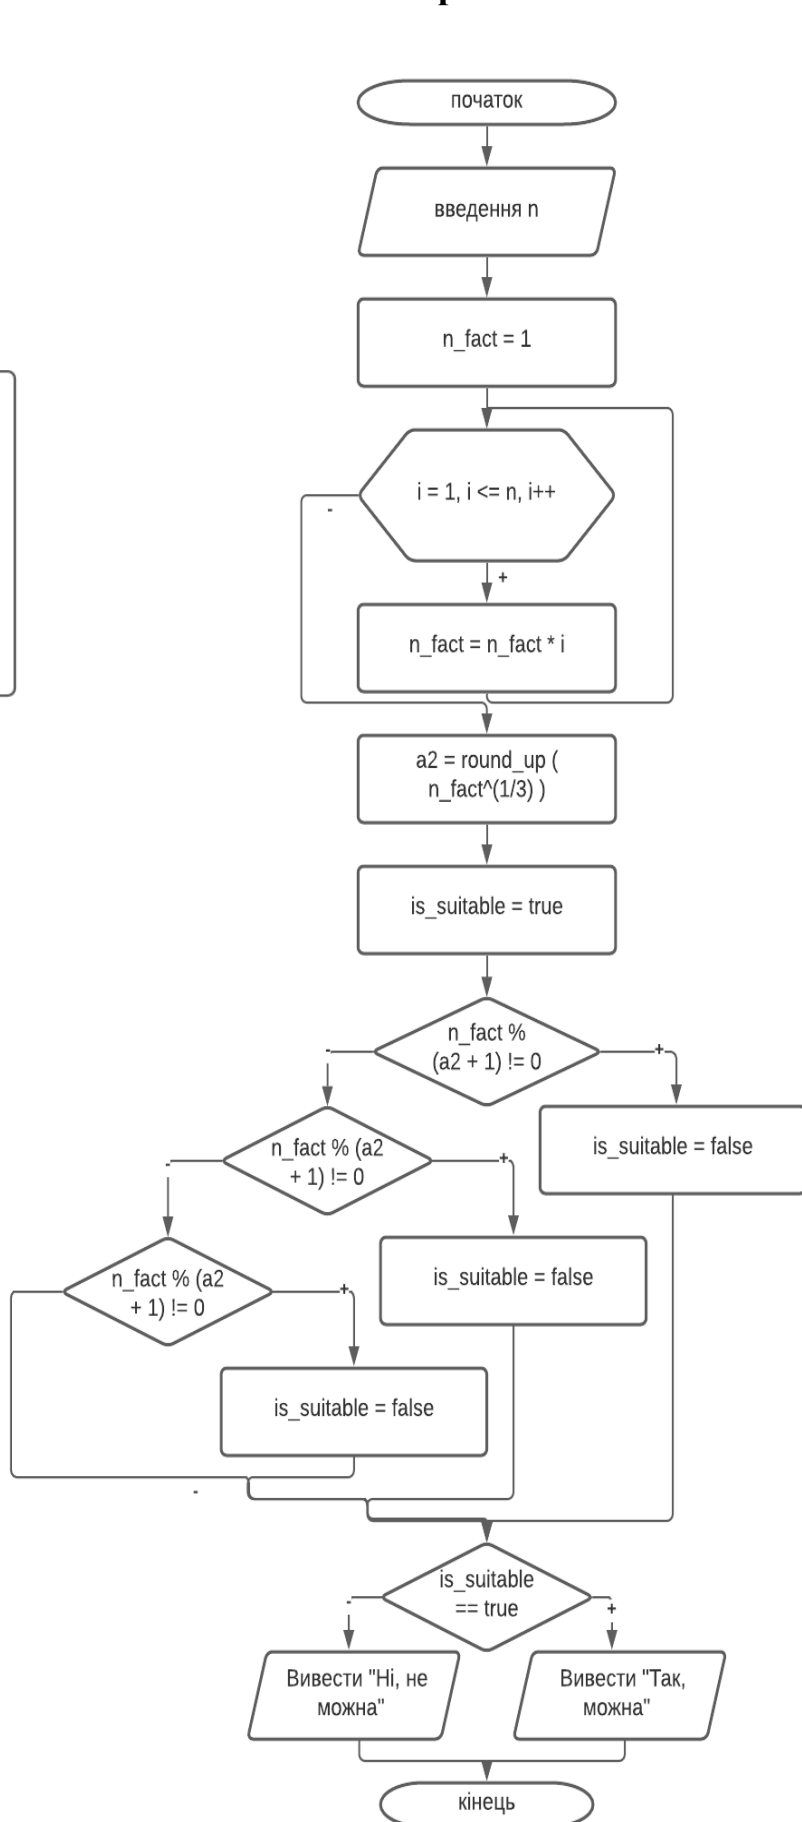 початок
введення n
n_fact = 1
i = 1, i <= n, i++
-
+
n_fact = n_fact * i
a2 = round_up (
n_fact^(1/3) )
is_suitable = true
n_fact %
(a2 + 1) != 0
-
+
is_suitable = false
n_fact % (a2
+ 1) != 0
-
+
is_suitable = false
n_fact % (a2
+ 1) != 0
+
is_suitable = false
-
is_suitable
== true
-
+
Вивести "Ні, не
можна"
Вивести "Так,
можна"
кінець